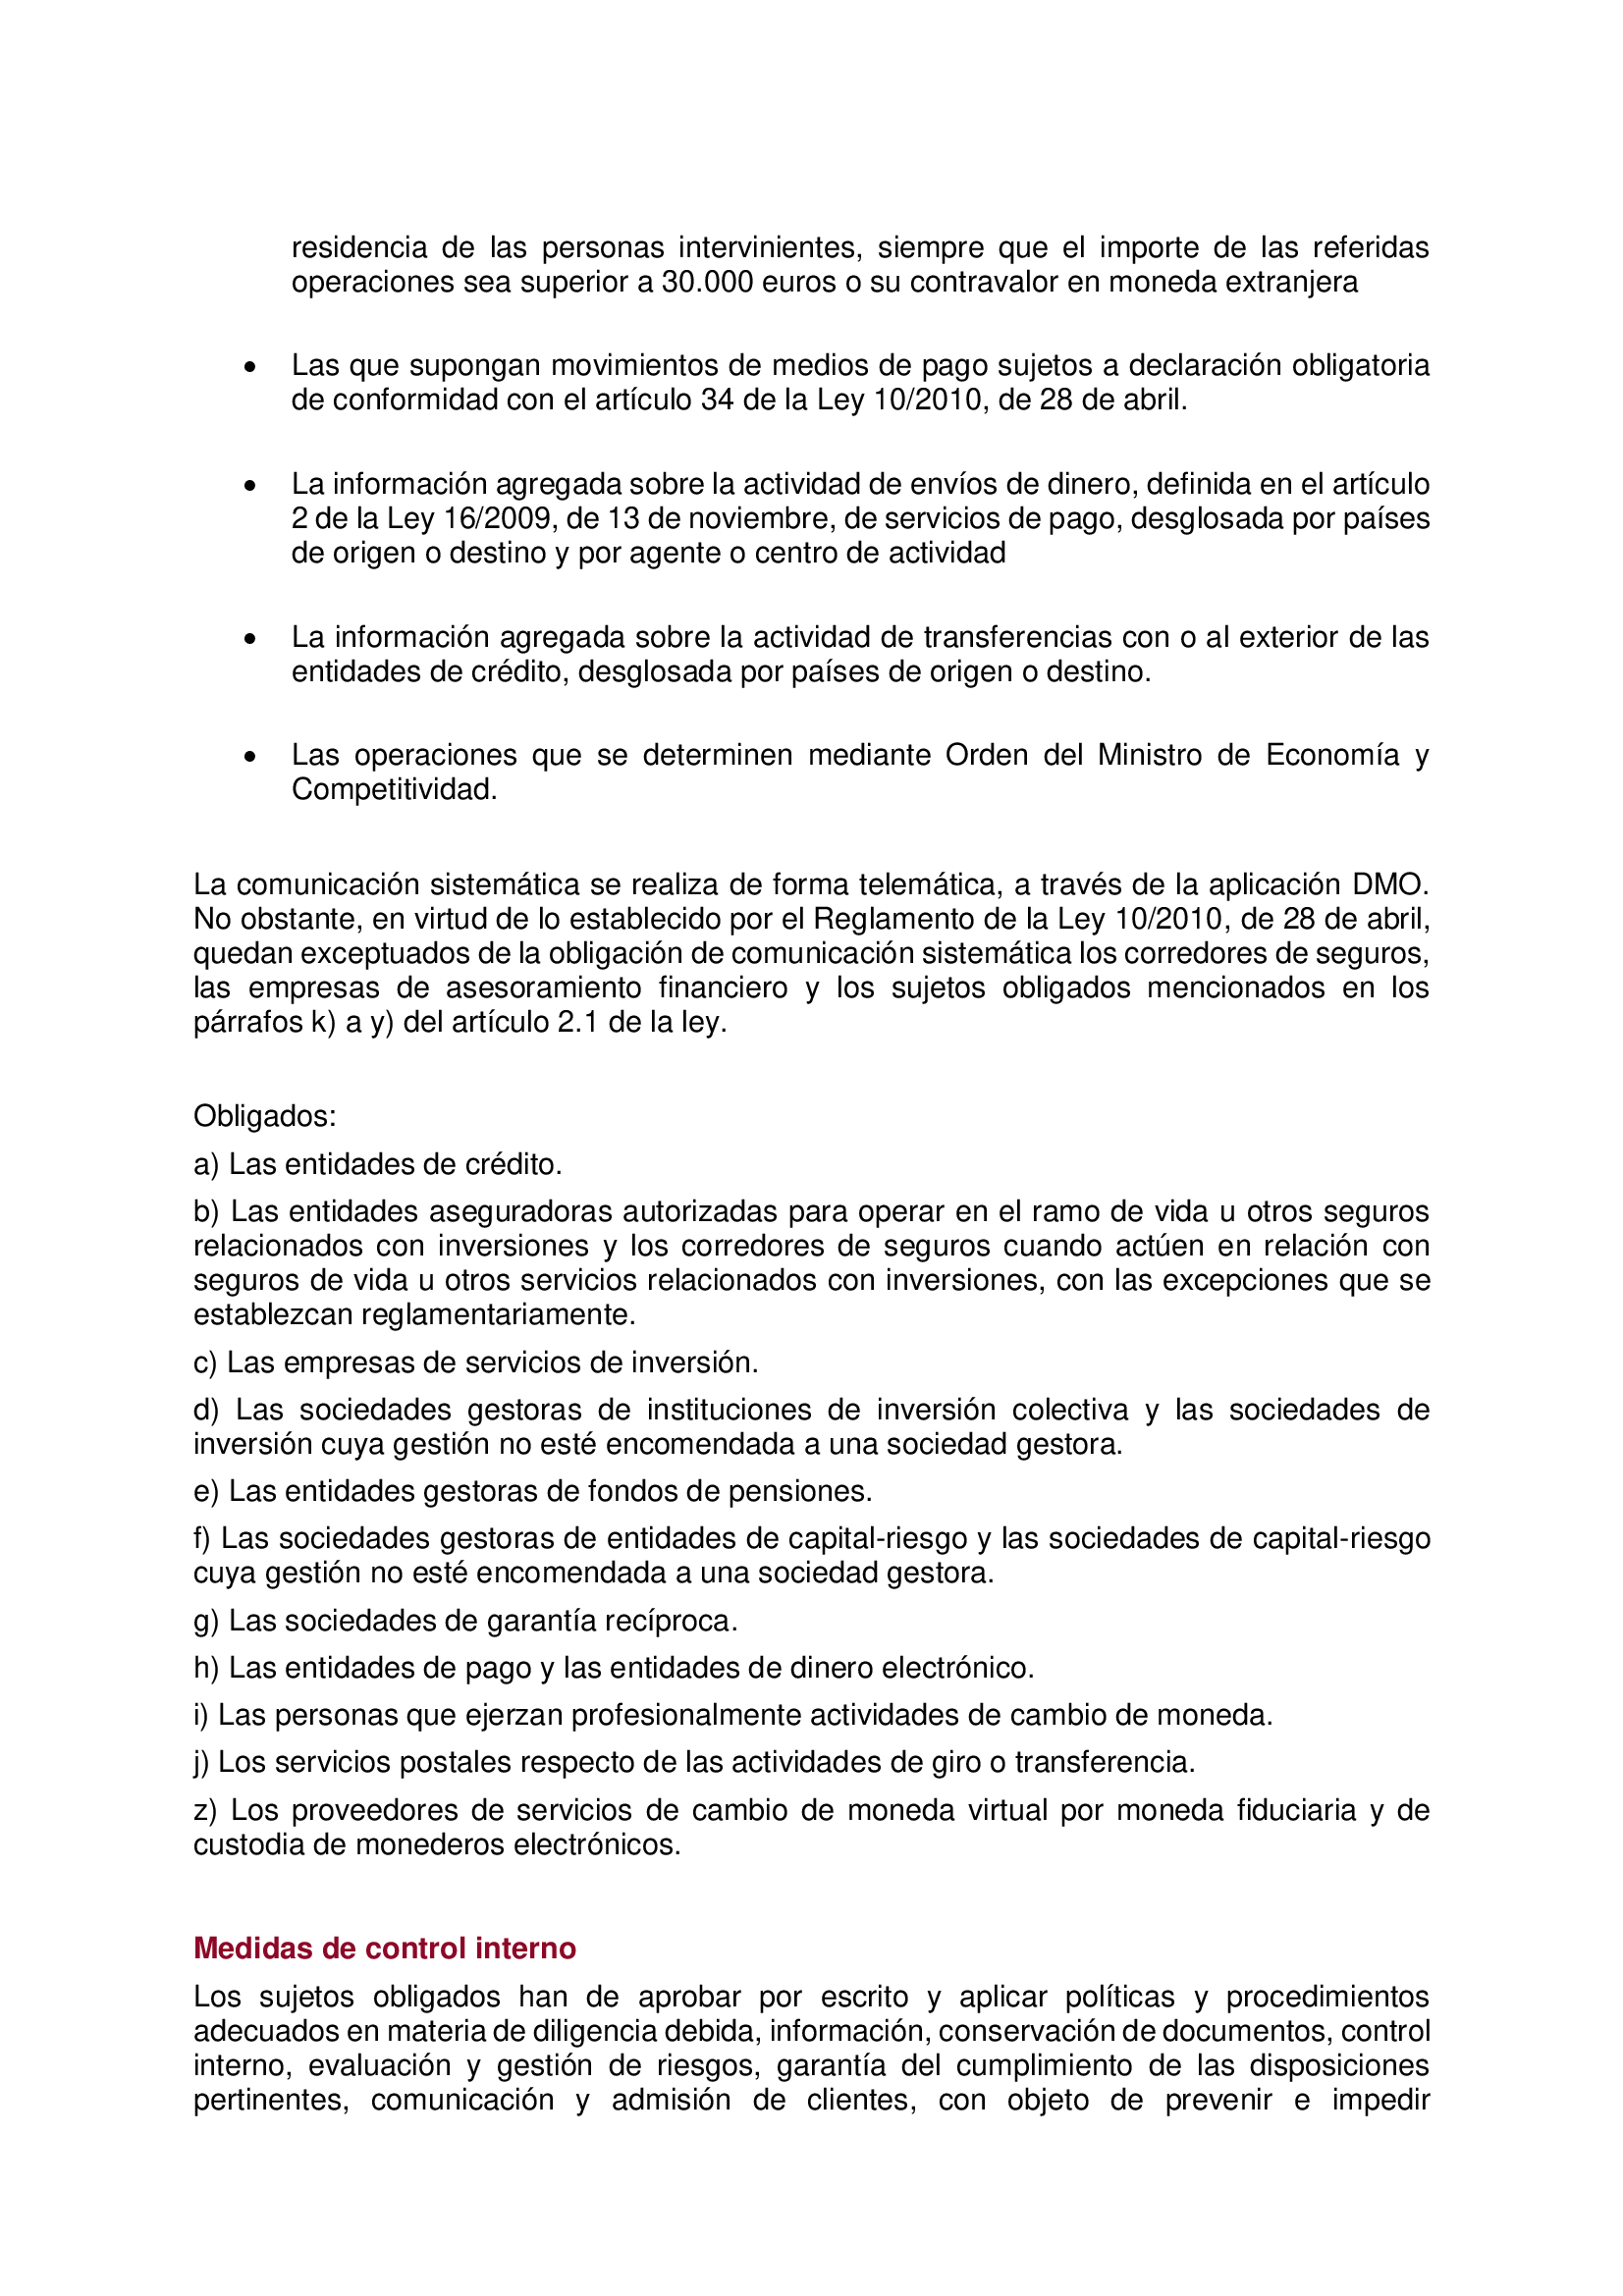 residencia de las personas intervinientes, siempre que el importe de las referidas
operaciones sea superior a 30.000 euros o su contravalor en moneda extranjera
• Las que supongan movimientos de medios de pago sujetos a declaración obligatoria
de conformidad con el artículo 34 de la Ley 10/2010, de 28 de abril.
• La información agregada sobre la actividad de envíos de dinero, definida en el artículo
2 de la Ley 16/2009, de 13 de noviembre, de servicios de pago, desglosada por países
de origen o destino y por agente o centro de actividad
• La información agregada sobre la actividad de transferencias con o al exterior de las
entidades de crédito, desglosada por países de origen o destino.
• Las operaciones que se determinen mediante Orden del Ministro de Economía y
Competitividad.
La comunicación sistemática se realiza de forma telemática, a través de la aplicación DMO.
No obstante, en virtud de lo establecido por el Reglamento de la Ley 10/2010, de 28 de abril,
quedan exceptuados de la obligación de comunicación sistemática los corredores de seguros,
las empresas de asesoramiento financiero y los sujetos obligados mencionados en los
párrafos k) a y) del artículo 2.1 de la ley.
Obligados:
a) Las entidades de crédito.
b) Las entidades aseguradoras autorizadas para operar en el ramo de vida u otros seguros
relacionados con inversiones y los corredores de seguros cuando actúen en relación con
seguros de vida u otros servicios relacionados con inversiones, con las excepciones que se
establezcan reglamentariamente.
c) Las empresas de servicios de inversión.
d) Las sociedades gestoras de instituciones de inversión colectiva y las sociedades de
inversión cuya gestión no esté encomendada a una sociedad gestora.
e) Las entidades gestoras de fondos de pensiones.
f) Las sociedades gestoras de entidades de capital-riesgo y las sociedades de capital-riesgo
cuya gestión no esté encomendada a una sociedad gestora.
g) Las sociedades de garantía recíproca.
h) Las entidades de pago y las entidades de dinero electrónico.
i) Las personas que ejerzan profesionalmente actividades de cambio de moneda.
j) Los servicios postales respecto de las actividades de giro o transferencia.
z) Los proveedores de servicios de cambio de moneda virtual por moneda fiduciaria y de
custodia de monederos electrónicos.
Medidas de control interno
Los sujetos obligados han de aprobar por escrito y aplicar políticas y procedimientos
adecuados en materia de diligencia debida, información, conservación de documentos, control
interno, evaluación y gestión de riesgos, garantía del cumplimiento de las disposiciones
pertinentes, comunicación y admisión de clientes, con objeto de prevenir e impedir